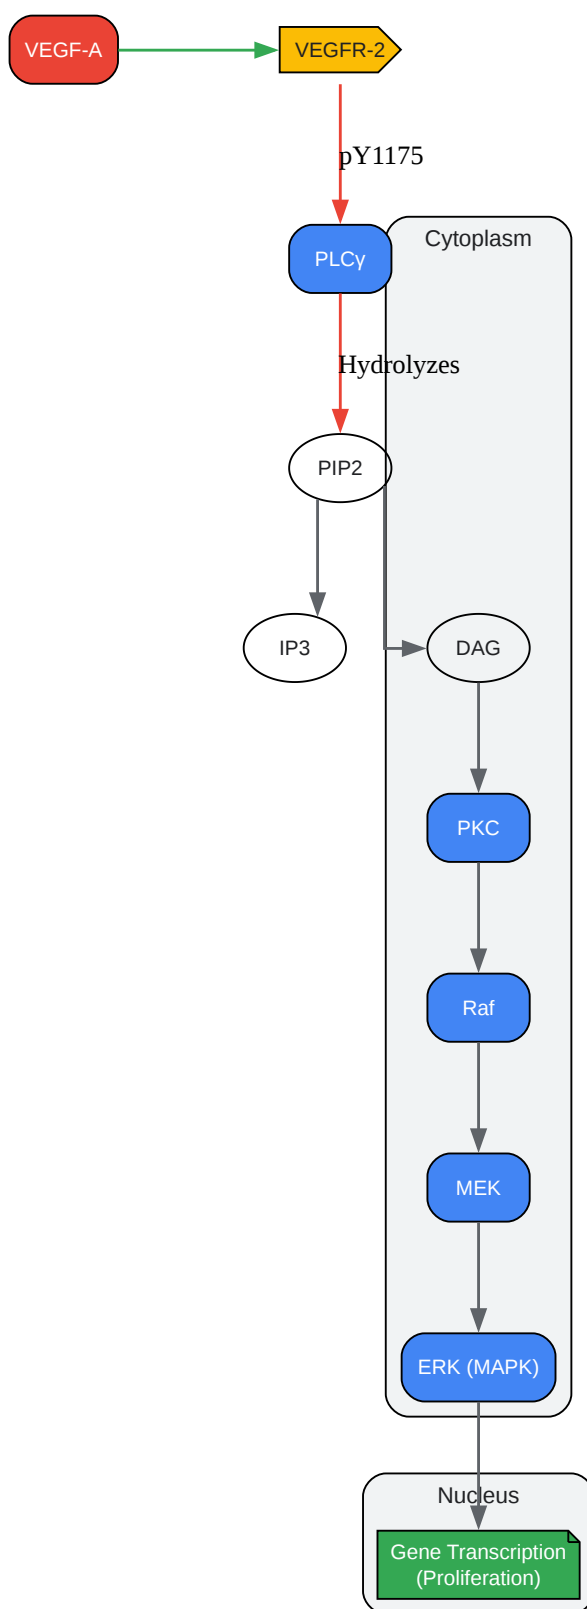 VEGF-A
VEGFR-2
pY1175
PLCγ
Cytoplasm
Hydrolyzes
PIP2
IP3
DAG
PKC
Raf
MEK
ERK (MAPK)
Nucleus
Gene Transcription
(Proliferation)